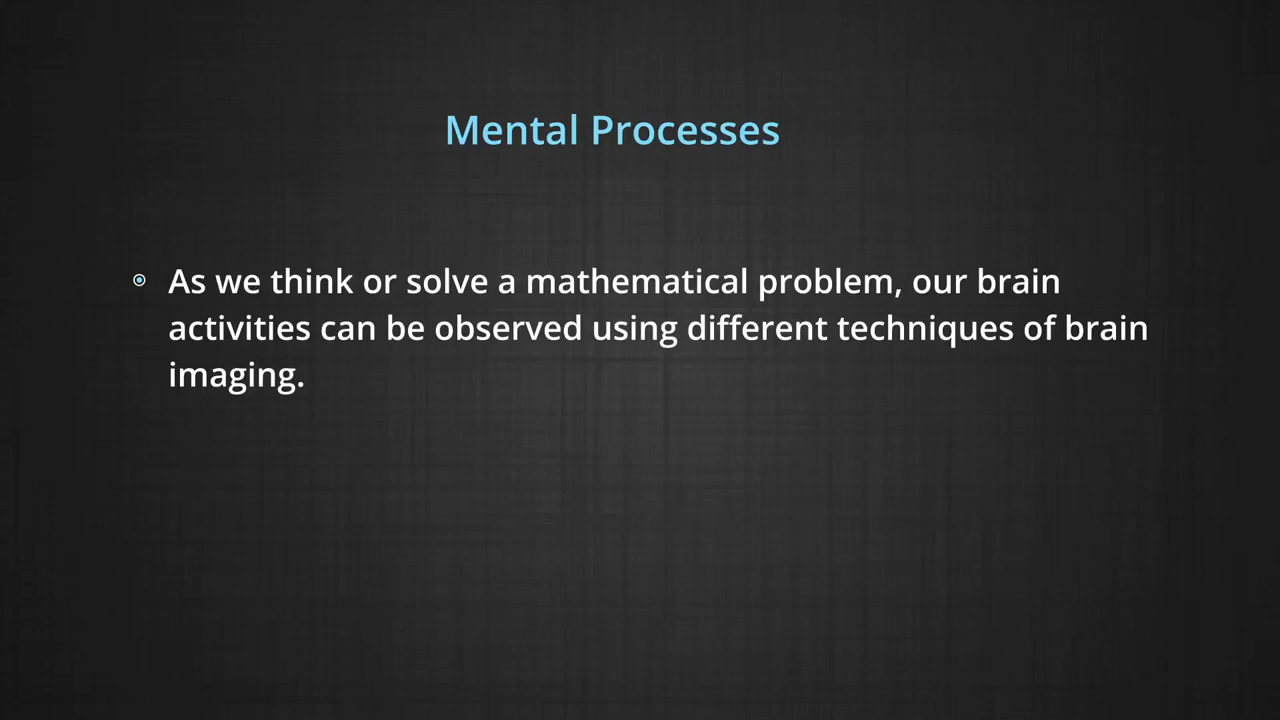 Mental Processes
As we think or solve a mathematical problem, our brain
activities can be observed using different techniques of brain
imaging.